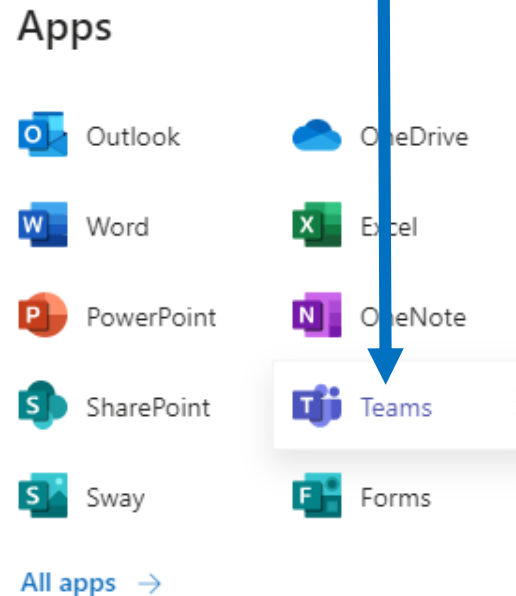 Apps
Outlook OneDrive
Word Excel
PowerPoint OneNote
SharePoint Teams
Sway Forms
All apps →